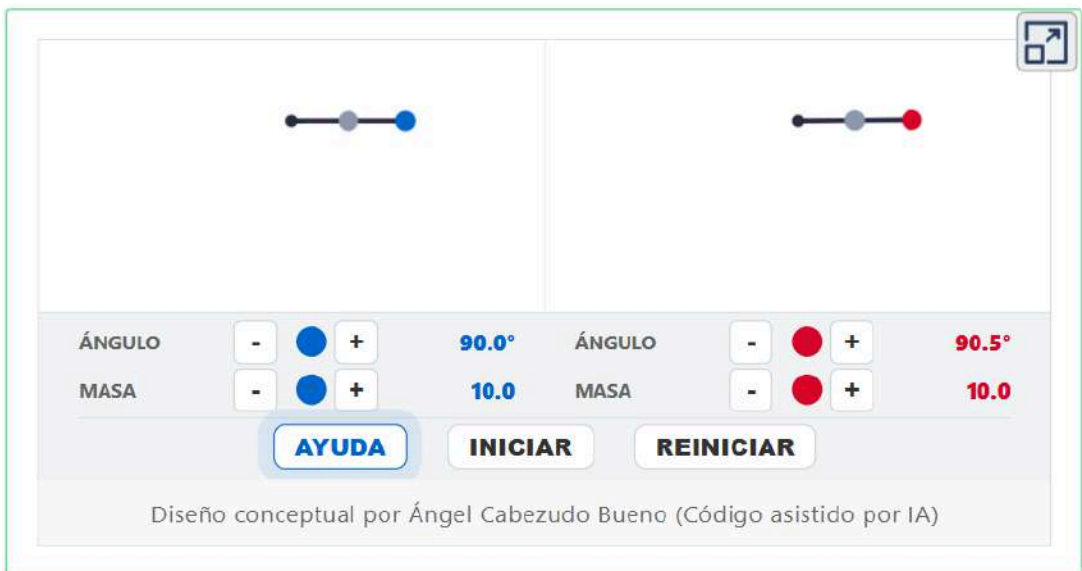 ÁNGULO - + 90.0° ÁNGULO - + 90.5°
MASA - + 10.0 MASA - + 10.0
AYUDA INICIAR REINICIAR
Diseño conceptual por Ángel Cabezudo Bueno (Código asistido por IA)